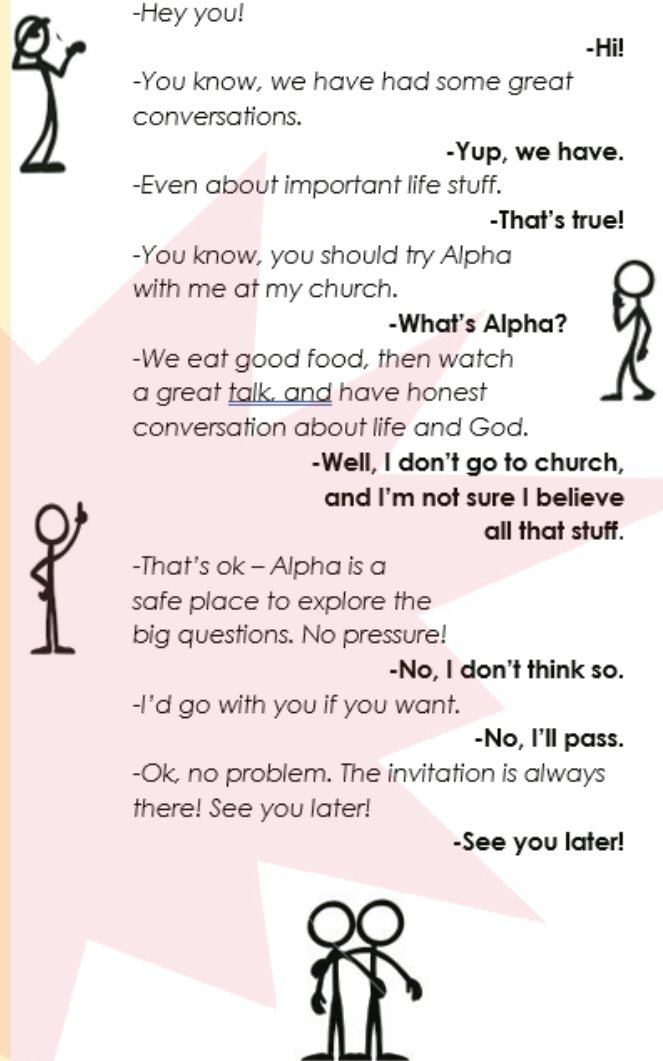 -Hey you!
-Hi!
-You know, we have had some great
conversations.
-Yup, we have.
-Even about important life stuff.
-That's true!
-You know, you should try Alpha
with me at my church.
-What's Alpha?
-We eat good food, then watch
a great talk, and have honest
conversation about life and God.
-Well, I don't go to church,
and I'm not sure I believe
all that stuff.
-That's ok – Alpha is a
safe place to explore the
big questions. No pressure!
-No, I don't think so.
-I'd go with you if you want.
-No, I'll pass.
-Ok, no problem. The invitation is always
there! See you later!
-See you later!